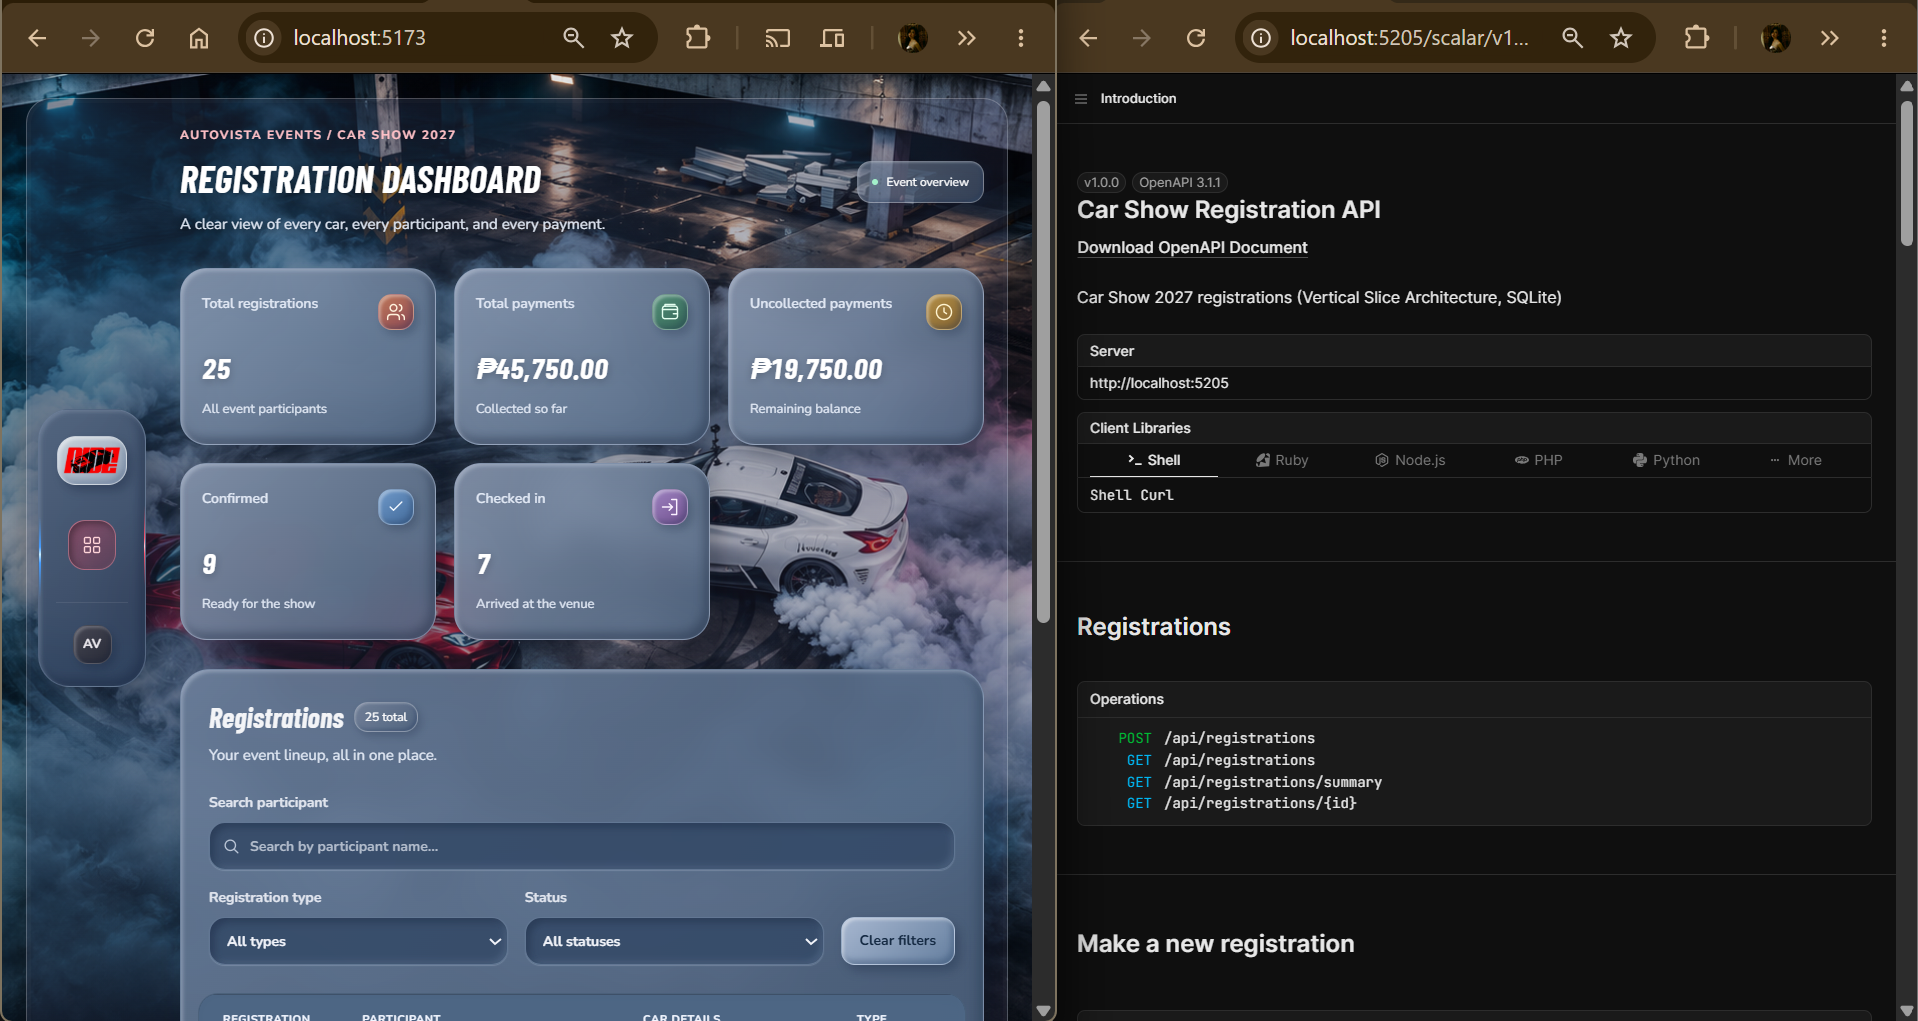 localhost:5173
AUTOVISTA EVENTS / CAR SHOW 2027
REGISTRATION DASHBOARD
A clear view of every car, every participant, and every payment.
Event overview
Total registrations
25
All event participants
Total payments
₱45,750.00
Collected so far
Uncollected payments
₱19,750.00
Remaining balance
Confirmed
9
Ready for the show
Checked in
7
Arrived at the venue
AV
Registrations
25 total
Your event lineup, all in one place.
Search participant
Search by participant name...
Registration type
Status
All types
All statuses
Clear filters
REGISTRATION
PARTICIPANT
CAR DETAILS
TYPE
localhost:5205/scalar/v1...
Introduction
v1.0.0
OpenAPI 3.1.1
Car Show Registration API
Download OpenAPI Document
Car Show 2027 registrations (Vertical Slice Architecture, SQLite)
Server
http://localhost:5205
Client Libraries
Shell
Ruby
Node.js
PHP
Python
More
Shell Curl
Registrations
Operations
POST /api/registrations
GET /api/registrations
GET /api/registrations/summary
GET /api/registrations/{id}
Make a new registration